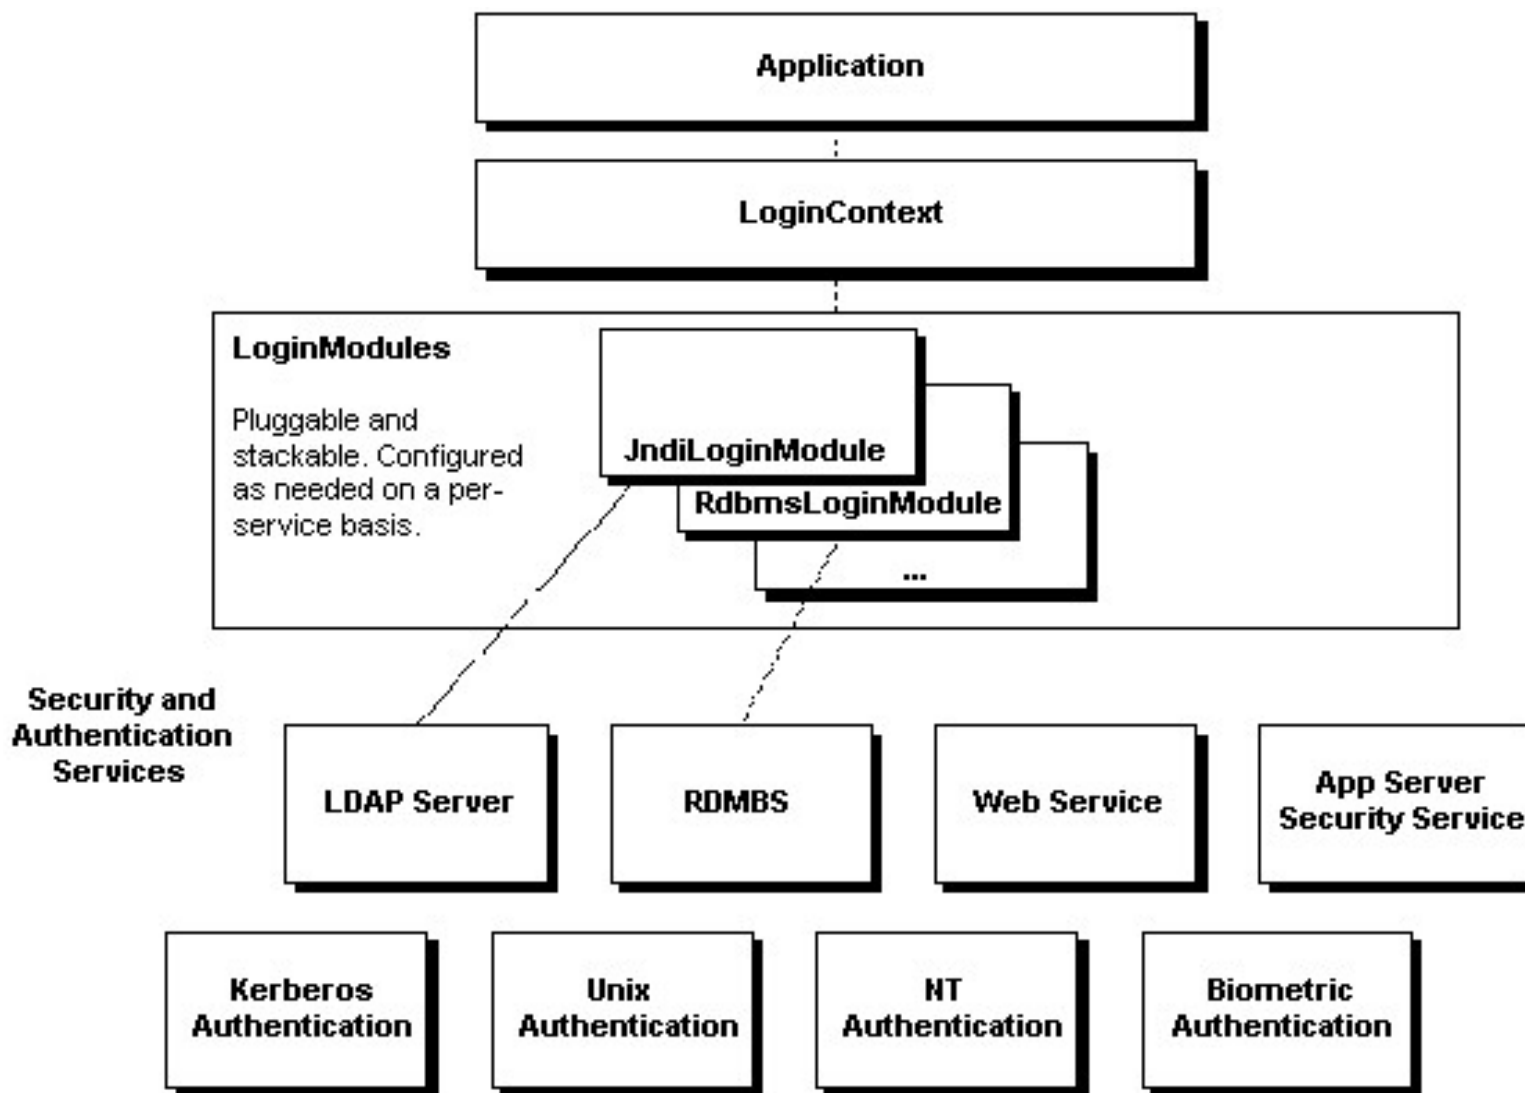 Application
LoginContext
LoginModules
Pluggable and
stackable. Configured
as needed on a per-
service basis.
JndiLoginModule
RdbmsLoginModule
...
Security and
Authentication
Services
LDAP Server
RDMBS
Web Service
App Server
Security Service
Kerberos
Authentication
Unix
Authentication
NT
Authentication
Biometric
Authentication